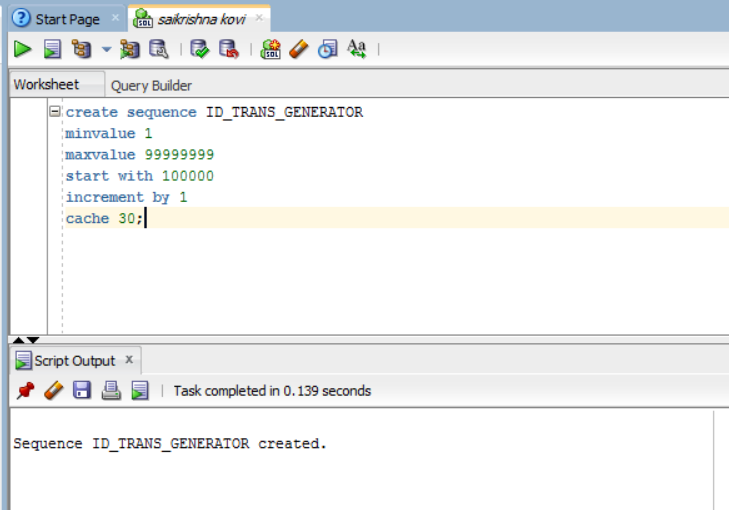 Start Page
saikrishna kovi
Worksheet Query Builder
create sequence ID_TRANS_GENERATOR
minvalue 1
maxvalue 99999999
start with 100000
increment by 1
cache 30;
Script Output
Task completed in 0.139 seconds
Sequence ID_TRANS_GENERATOR created.